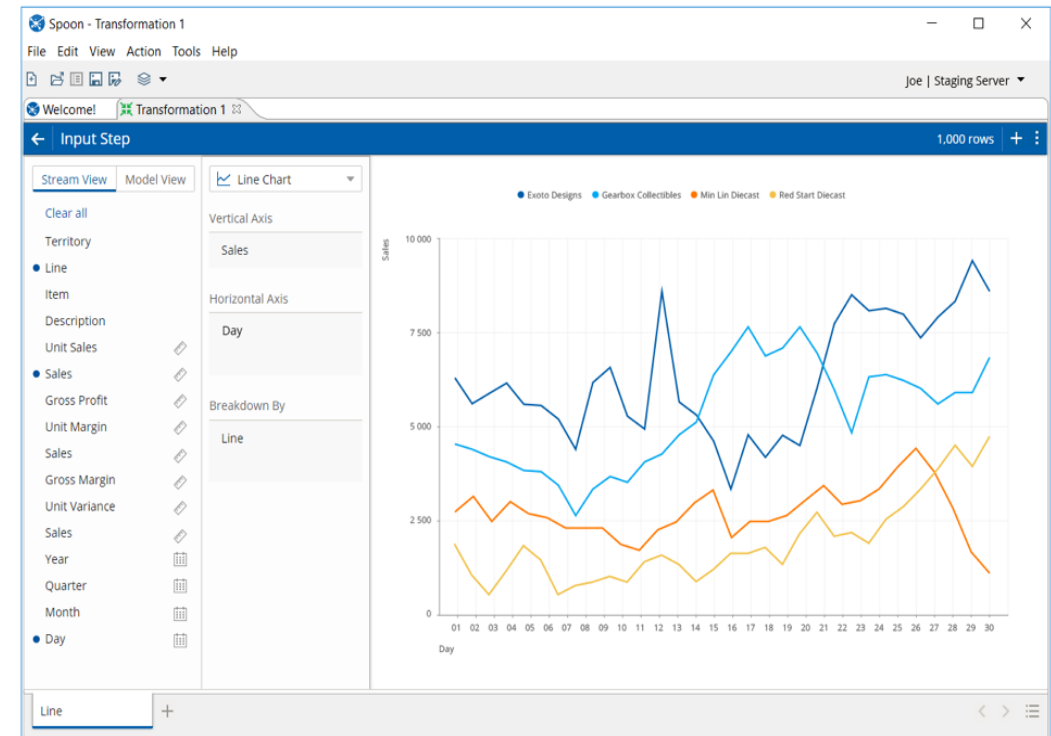 Spoon - Transformation 1
File Edit View Action Tools Help
Joe | Staging Server
Welcome! Transformation 1
Input Step
1,000 rows
Stream View Model View
Clear all
Territory
Line
Item
Description
Unit Sales
Sales
Gross Profit
Unit Margin
Sales
Gross Margin
Unit Variance
Sales
Year
Quarter
Month
Day
Line Chart
Vertical Axis
Sales
Horizontal Axis
Day
Breakdown By
Line
Exoto Designs Gearbox Collectibles Min Lin Diecast Red Start Diecast
Sales
10 000
7 500
5 000
2 500
0
01 02 03 04 05 06 07 08 09 10 11 12 13 14 15 16 17 18 19 20 21 22 23 24 25 26 27 28 29 30
Day
Line